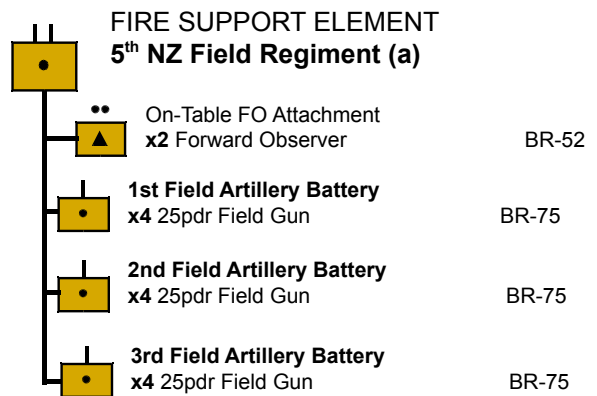 FIRE SUPPORT ELEMENT
5th NZ Field Regiment (a)
On-Table FO Attachment
x2 Forward Observer BR-52
1st Field Artillery Battery
x4 25pdr Field Gun BR-75
2nd Field Artillery Battery
x4 25pdr Field Gun BR-75
3rd Field Artillery Battery
x4 25pdr Field Gun BR-75